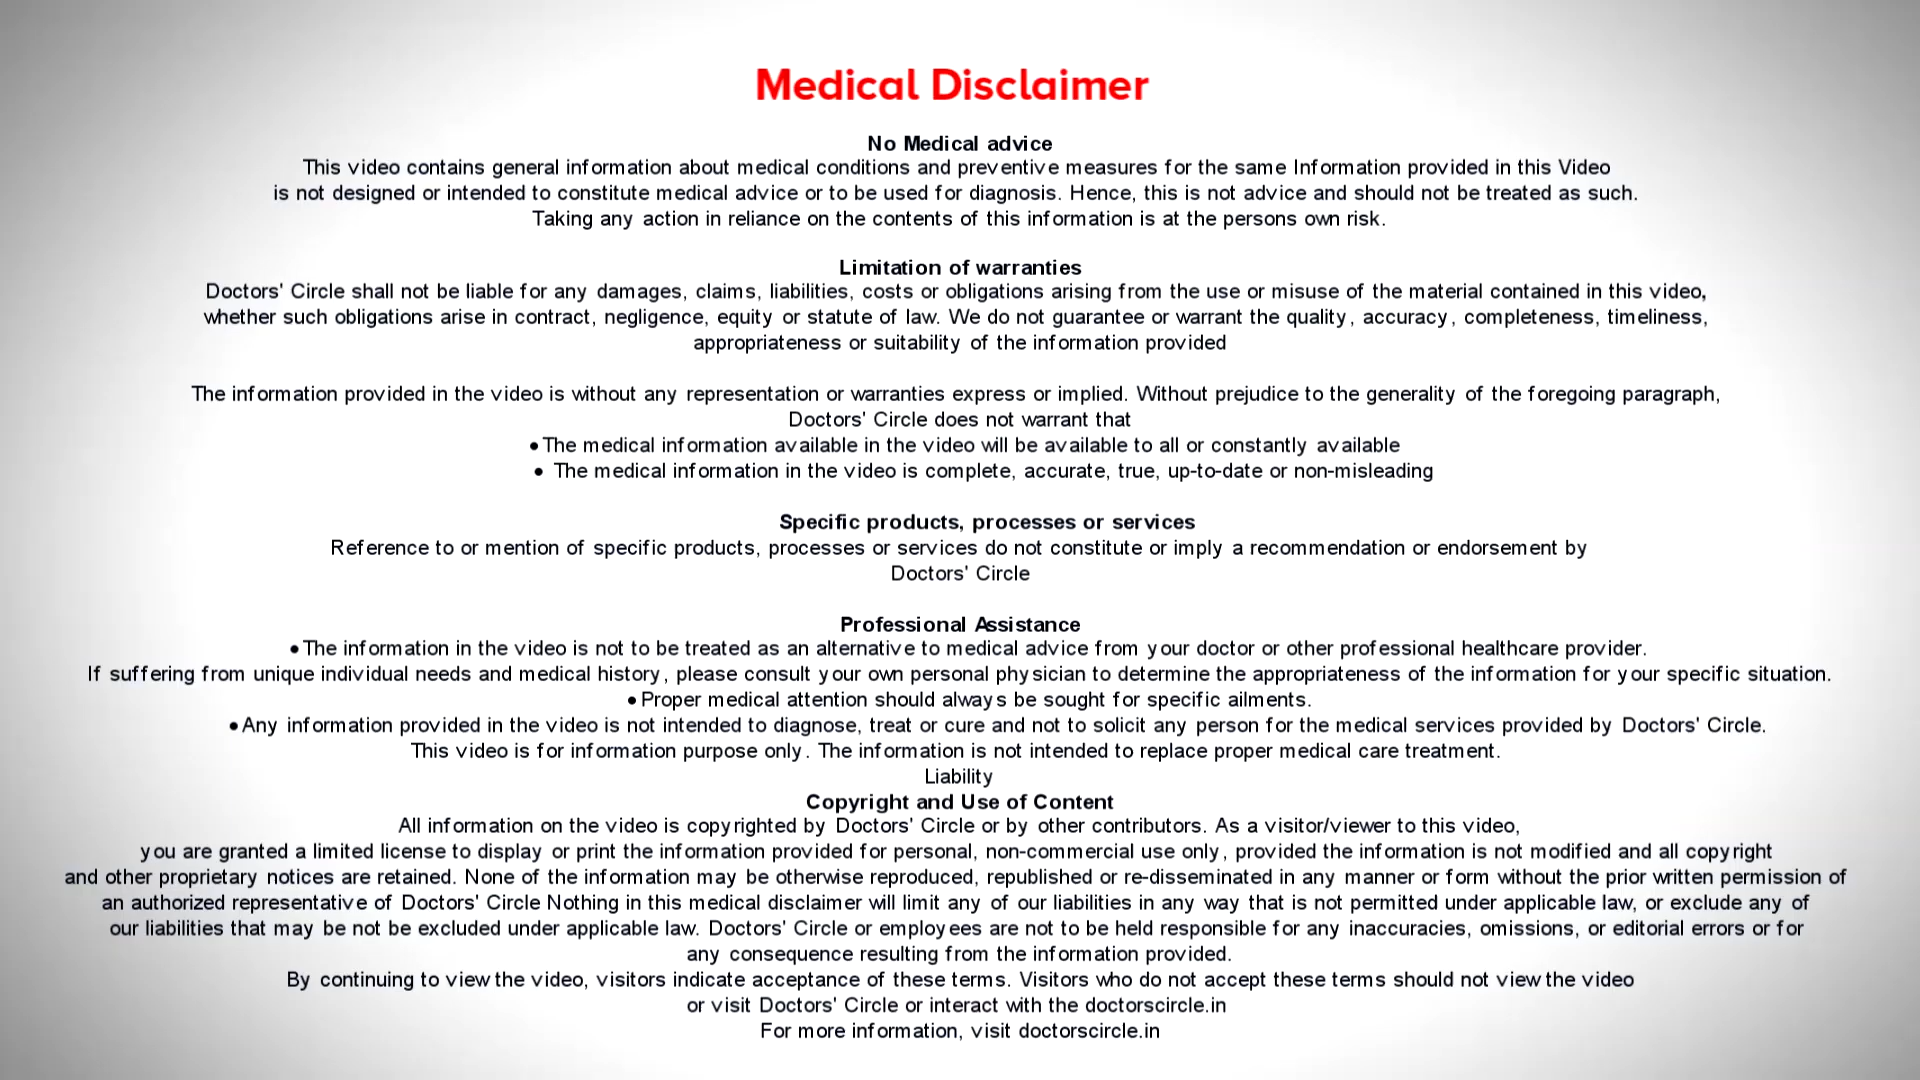 Medical Disclaimer
No Medical advice
This video contains general information about medical conditions and preventive measures for the same Information provided in this Video
is not designed or intended to constitute medical advice or to be used for diagnosis. Hence, this is not advice and should not be treated as such.
Taking any action in reliance on the contents of this information is at the persons own risk.
Limitation of warranties
Doctors' Circle shall not be liable for any damages, claims, liabilities, costs or obligations arising from the use or misuse of the material contained in this video,
whether such obligations arise in contract, negligence, equity or statute of law. We do not guarantee or warrant the quality, accuracy, completeness, timeliness,
appropriateness or suitability of the information provided
The information provided in the video is without any representation or warranties express or implied. Without prejudice to the generality of the foregoing paragraph,
Doctors' Circle does not warrant that
• The medical information available in the video will be available to all or constantly available
• The medical information in the video is complete, accurate, true, up-to-date or non-misleading
Specific products, processes or services
Reference to or mention of specific products, processes or services do not constitute or imply a recommendation or endorsement by
Doctors' Circle
Professional Assistance
• The information in the video is not to be treated as an alternative to medical advice from your doctor or other professional healthcare provider.
If suffering from unique individual needs and medical history, please consult your own personal physician to determine the appropriateness of the information for your specific situation.
• Proper medical attention should always be sought for specific ailments.
• Any information provided in the video is not intended to diagnose, treat or cure and not to solicit any person for the medical services provided by Doctors' Circle.
This video is for information purpose only. The information is not intended to replace proper medical care treatment.
Liability
Copyright and Use of Content
All information on the video is copyrighted by Doctors' Circle or by other contributors. As a visitor/viewer to this video,
you are granted a limited license to display or print the information provided for personal, non-commercial use only, provided the information is not modified and all copyright
and other proprietary notices are retained. None of the information may be otherwise reproduced, republished or re-disseminated in any manner or form without the prior written permission of
an authorized representative of Doctors' Circle Nothing in this medical disclaimer will limit any of our liabilities in any way that is not permitted under applicable law, or exclude any of
our liabilities that may be not be excluded under applicable law. Doctors' Circle or employees are not to be held responsible for any inaccuracies, omissions, or editorial errors or for
any consequence resulting from the information provided.
By continuing to view the video, visitors indicate acceptance of these terms. Visitors who do not accept these terms should not view the video
or visit Doctors' Circle or interact with the doctorscircle.in
For more information, visit doctorscircle.in